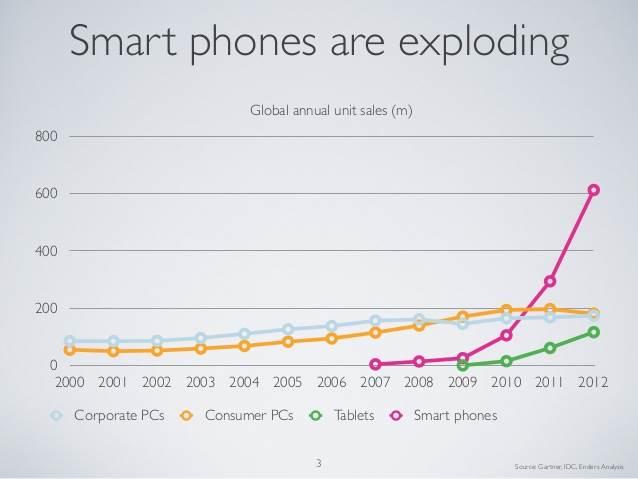 Smart phones are exploding
Global annual unit sales (m)
800
600
400
200
0
2000 2001 2002 2003 2004 2005 2006 2007 2008 2009 2010 2011 2012
Corporate PCs Consumer PCs Tablets Smart phones
3
Source: Gartner, IDC, Enders Analysis